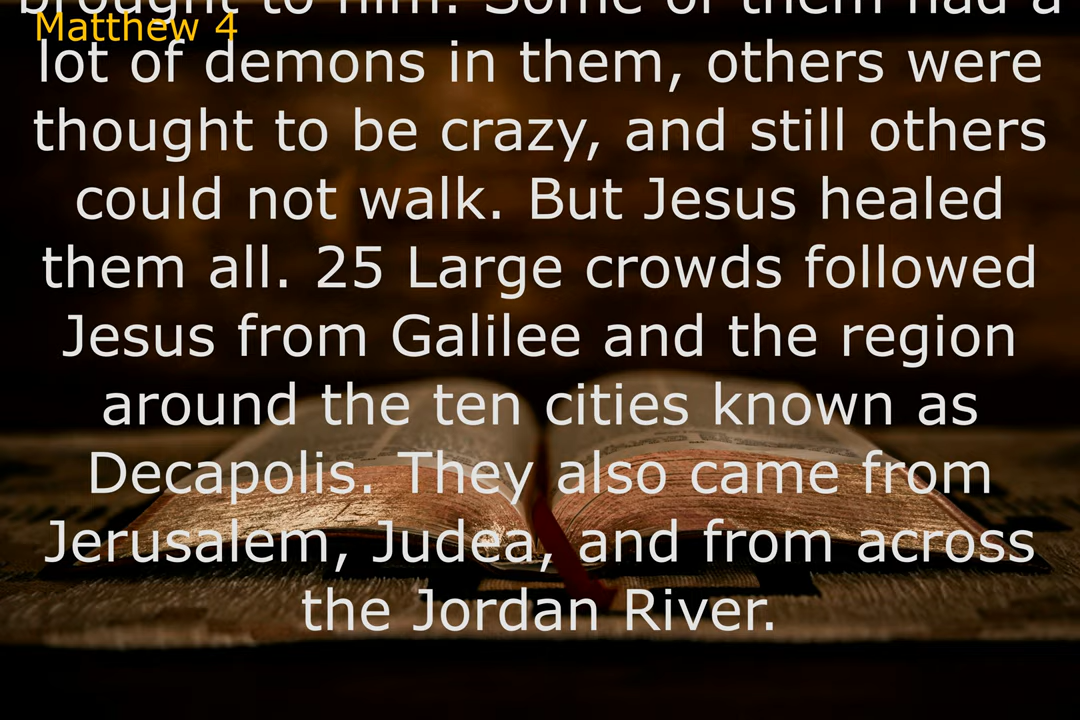 brought to him. Some of them had a
Matthew 4
lot of demons in them, others were
thought to be crazy, and still others
could not walk. But Jesus healed
them all. 25 Large crowds followed
Jesus from Galilee and the region
around the ten cities known as
Decapolis. They also came from
Jerusalem, Judea, and from across
the Jordan River.